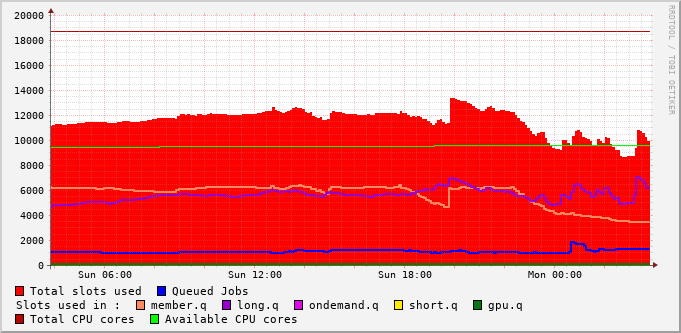 RRDTOOL / TOBI OETIKER
20000
18000
16000
14000
12000
10000
8000
6000
4000
2000
0
Sun 06:00 Sun 12:00 Sun 18:00 Mon 00:00
Total slots used Queued Jobs
Slots used in : member.q long.q ondemand.q short.q gpu.q
Total CPU cores Available CPU cores